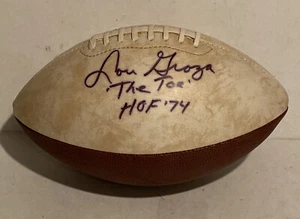 Lou Groza
"The Toe"
HOF '74